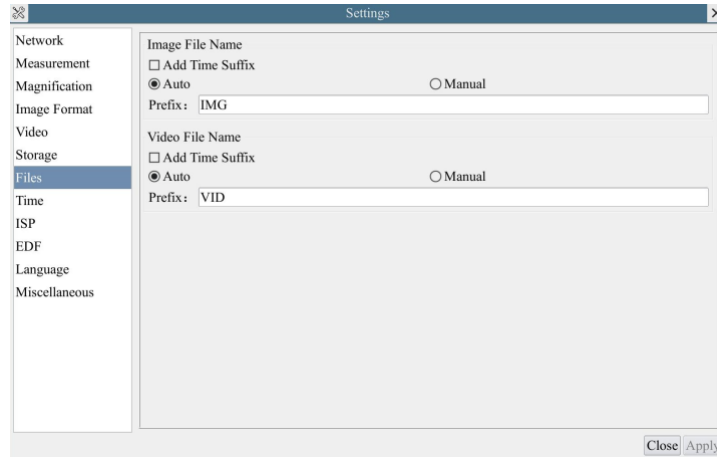 Settings
Network
Measurement
Magnification
Image Format
Video
Storage
Files
Time
ISP
EDF
Language
Miscellaneous
Image File Name
Add Time Suffix
Auto Manual
Prefix: IMG
Video File Name
Add Time Suffix
Auto Manual
Prefix: VID
Close Apply